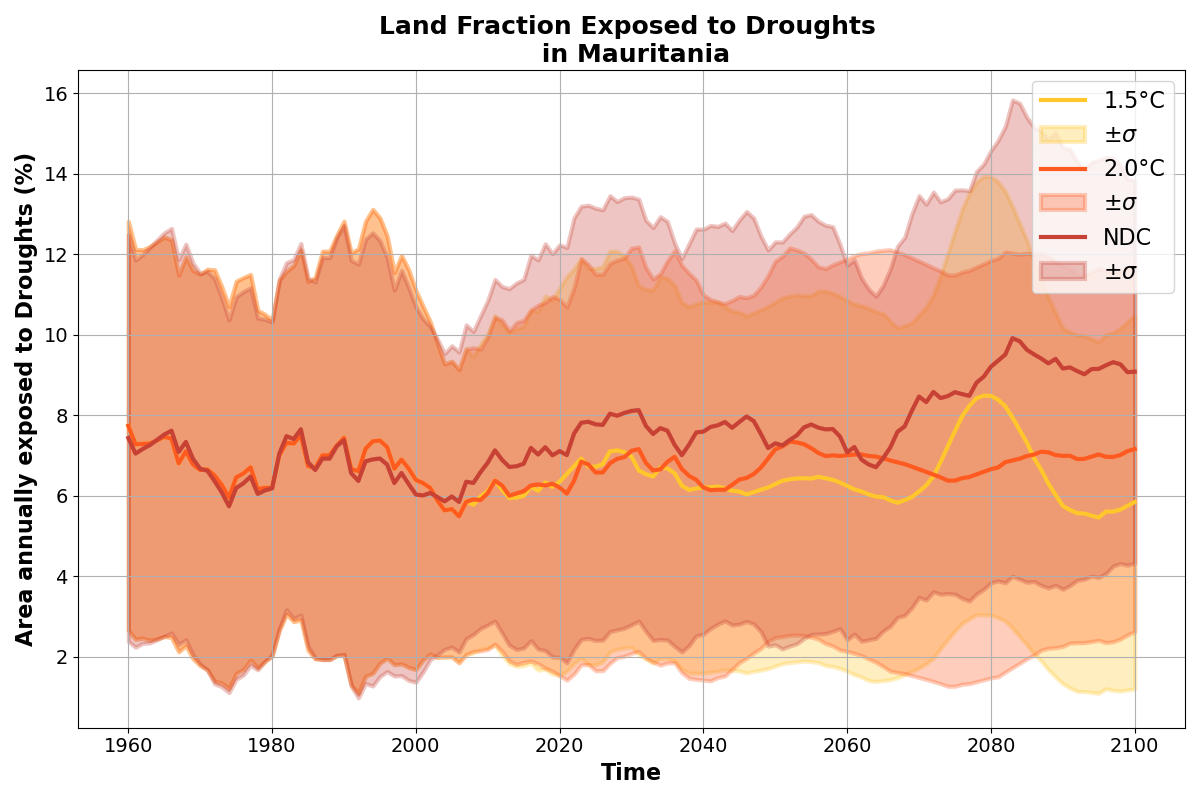 Land Fraction Exposed to Droughts
in Mauritania
Area annually exposed to Droughts (%)
16
14
12
10
8
6
4
2
1.5°C
±σ
2.0°C
±σ
NDC
±σ
1960
1980
2000
2020
2040
2060
2080
2100
Time